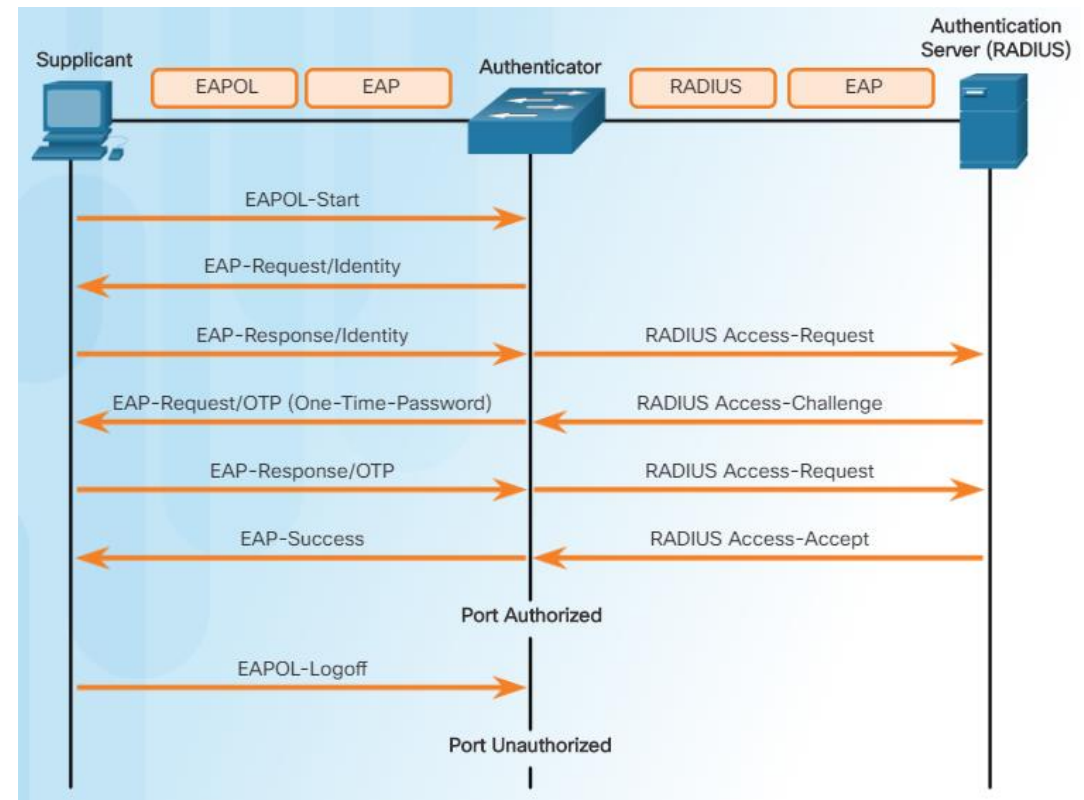 Supplicant
EAPOL
EAP
Authenticator
RADIUS
EAP
Authentication
Server (RADIUS)
EAPOL-Start
EAP-Request/Identity
EAP-Response/Identity
RADIUS Access-Request
EAP-Request/OTP (One-Time-Password)
RADIUS Access-Challenge
EAP-Response/OTP
RADIUS Access-Request
EAP-Success
RADIUS Access-Accept
Port Authorized
EAPOL-Logoff
Port Unauthorized